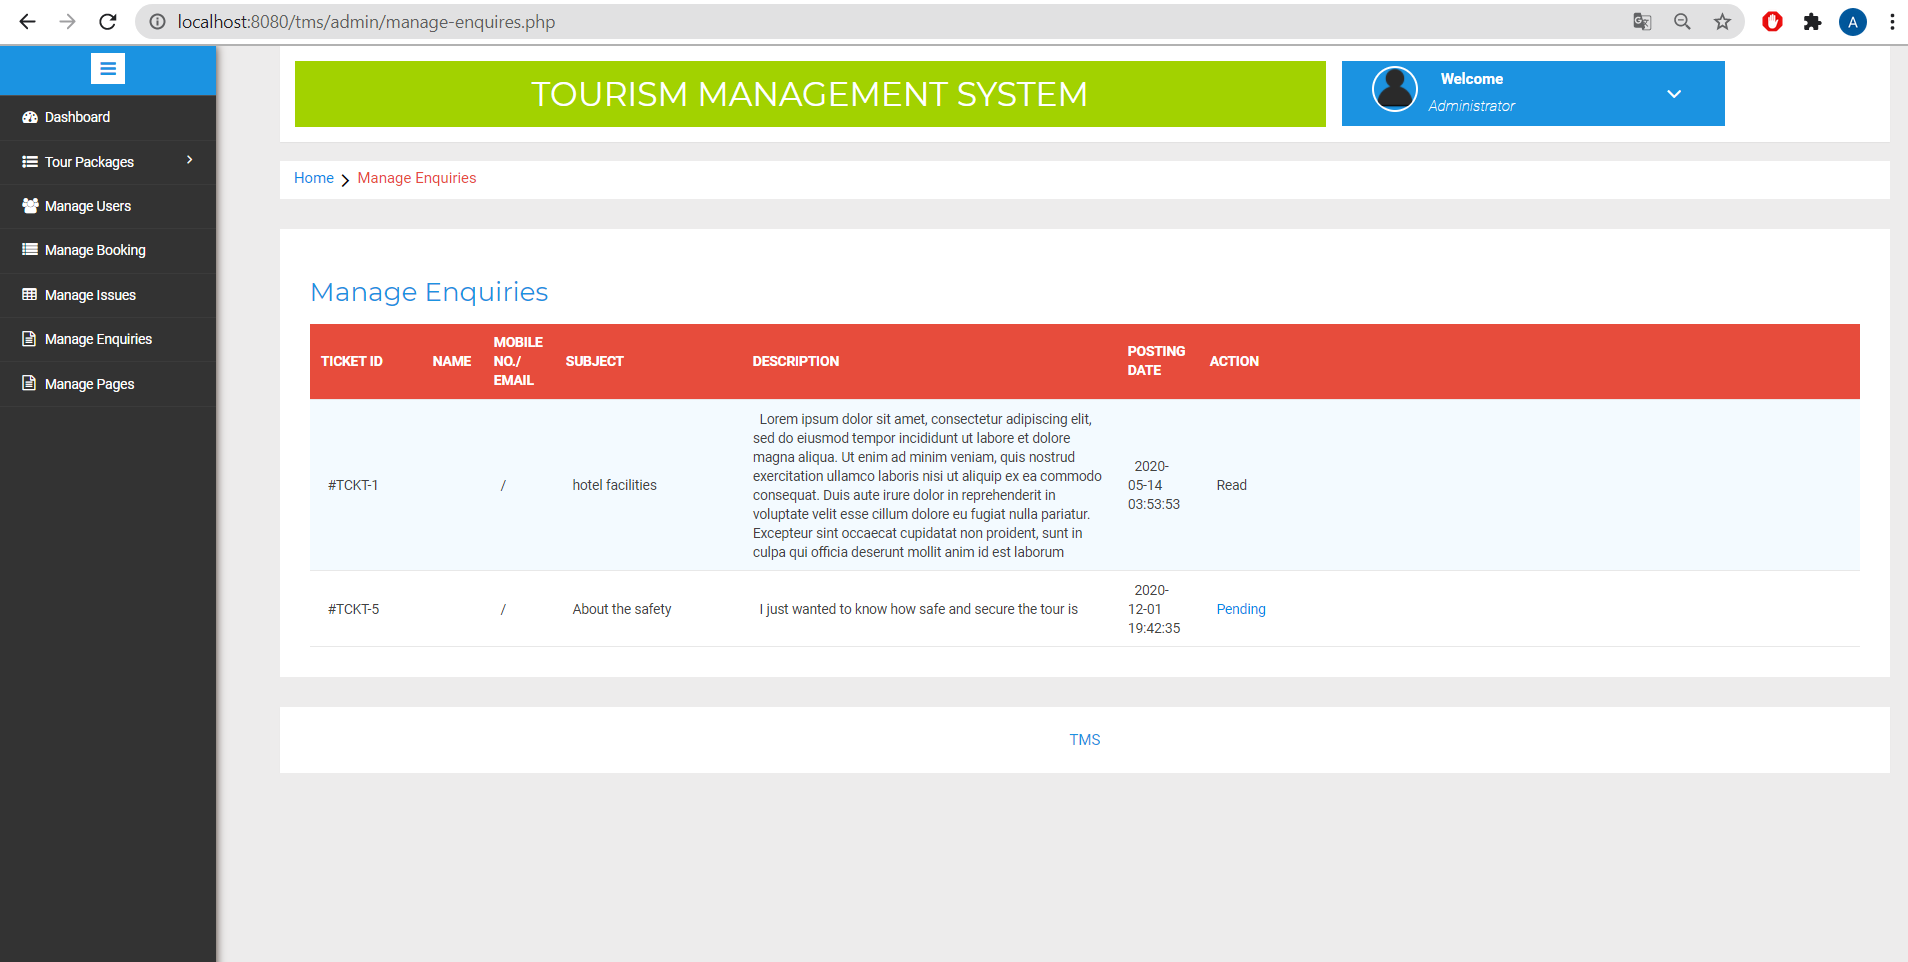 localhost:8080/tms/admin/manage-enquires.php
A
TOURISM MANAGEMENT SYSTEM
Welcome
Administrator
Dashboard
Tour Packages
Manage Users
Manage Booking
Manage Issues
Manage Enquiries
Manage Pages
Home > Manage Enquiries
Manage Enquiries
TICKET ID
NAME
MOBILE
NO./
EMAIL
SUBJECT
DESCRIPTION
POSTING
DATE
ACTION
#TCKT-1
/
hotel facilities
Lorem ipsum dolor sit amet, consectetur adipiscing elit,
sed do eiusmod tempor incididunt ut labore et dolore
magna aliqua. Ut enim ad minim veniam, quis nostrud
exercitation ullamco laboris nisi ut aliquip ex ea commodo
consequat. Duis aute irure dolor in reprehenderit in
voluptate velit esse cillum dolore eu fugiat nulla pariatur.
Excepteur sint occaecat cupidatat non proident, sunt in
culpa qui officia deserunt mollit anim id est laborum
2020-
05-14
03:53:53
Read
#TCKT-5
/
About the safety
I just wanted to know how safe and secure the tour is
2020-
12-01
19:42:35
Pending
TMS